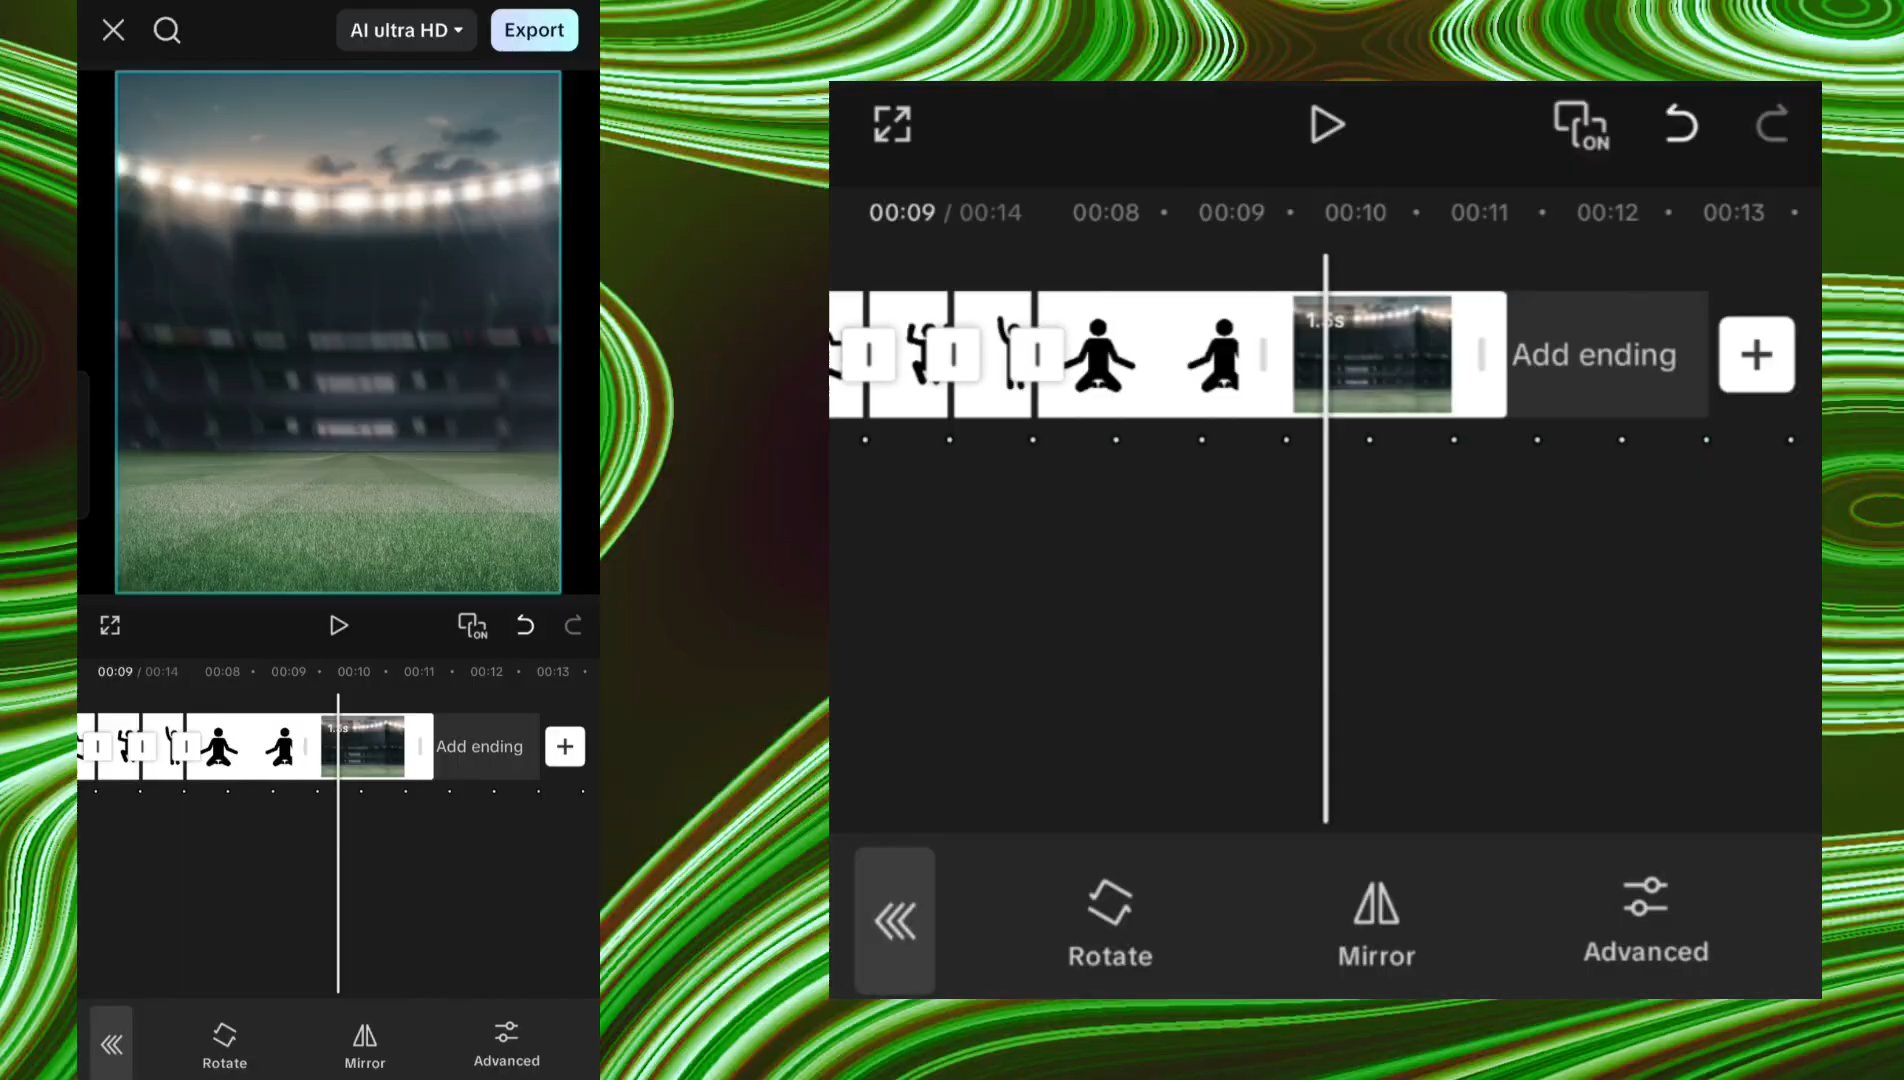 AI ultra HD
Export
ON
00:09 / 00:14 00:08 00:09 00:10 00:11 00:12 00:13
Add ending
Rotate
Mirror
Advanced
ON
00:09 / 00:14 00:08 00:09 00:10 00:11 00:12 00:13
Add ending
Rotate
Mirror
Advanced